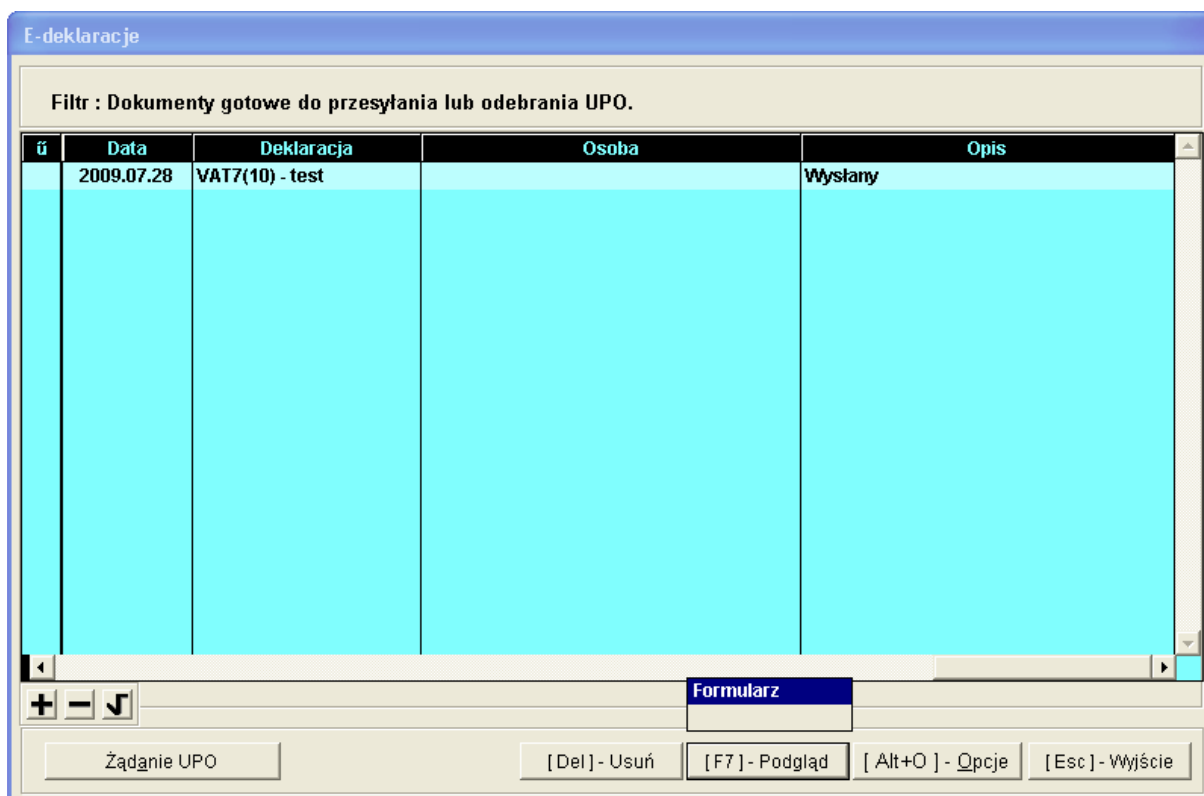 E-deklaracje
Filtr : Dokumenty gotowe do przesyłania lub odebrania UPO.
ű Data Deklaracja Osoba Opis
2009.07.28 VAT7(10) - test Wysłany
Formularz
Żądanie UPO [ Del ] - Usuń [ F7 ] - Podgląd [ Alt+O ] - Opcje [ Esc ] - Wyjście